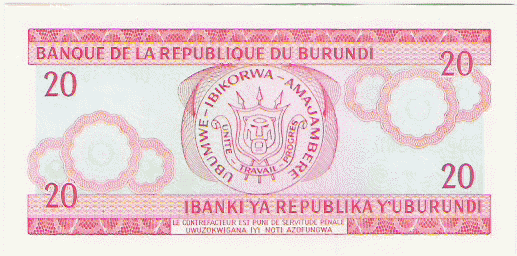 BANQUE DE LA REPUBLIQUE DU BURUNDI
20 20
UBUMWE-IBIKORWA-AMAJAMBERE
UNITE-TRAVAIL-PROGRES
20 20
IBANKI YA REPUBLIKA Y'UBURUNDI
LE CONTREFACTEUR EST PUNI DE SERVITUDE PENALE
UWUZOKWIGANA IYI NOTI AZOFUNGWA